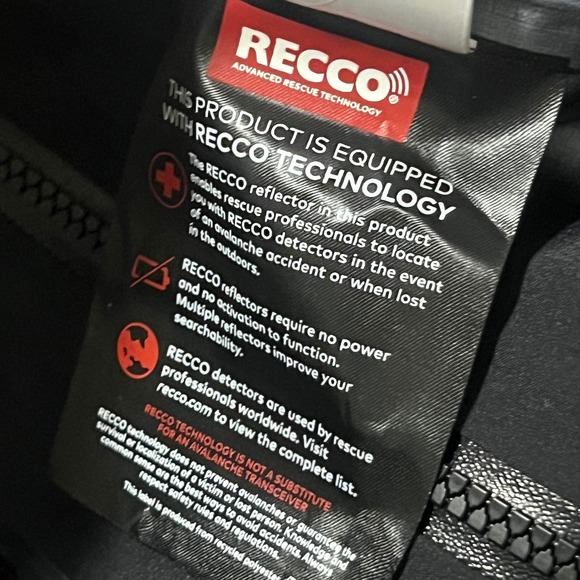 RECCO
ADVANCED RESCUE TECHNOLOGY
THIS PRODUCT IS EQUIPPED
WITH RECCO TECHNOLOGY
The RECCO reflector in this product
enables rescue professionals to locate
you with RECCO detectors in the event
of an avalanche accident or when lost
in the outdoors.
RECCO reflectors require no power
and no activation to function.
Multiple reflectors improve your
searchability.
RECCO detectors are used by rescue
professionals worldwide. Visit
recco.com to view the complete list.
RECCO TECHNOLOGY IS NOT A SUBSTITUTE
FOR AN AVALANCHE TRANSCEIVER
RECCO technology does not prevent avalanches or guarantee the
survival or localization of a victim or lost person. Knowledge and
common sense are the best ways to avoid accidents. Always
respect safety rules and regulations.
This label is produced from recycled polyester.